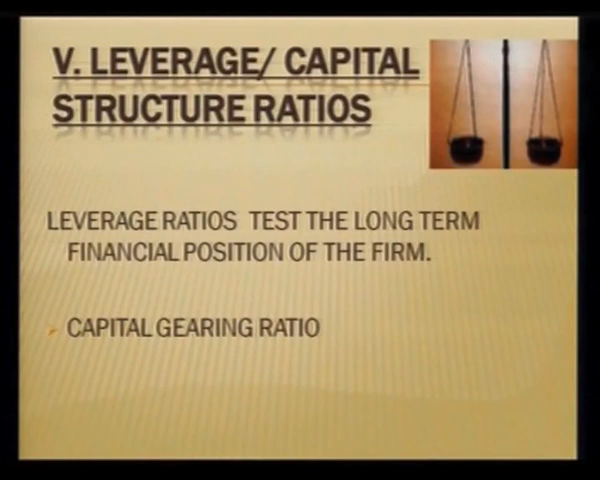 V. LEVERAGE/ CAPITAL
STRUCTURE RATIOS
LEVERAGE RATIOS TEST THE LONG TERM
FINANCIAL POSITION OF THE FIRM.
CAPITAL GEARING RATIO